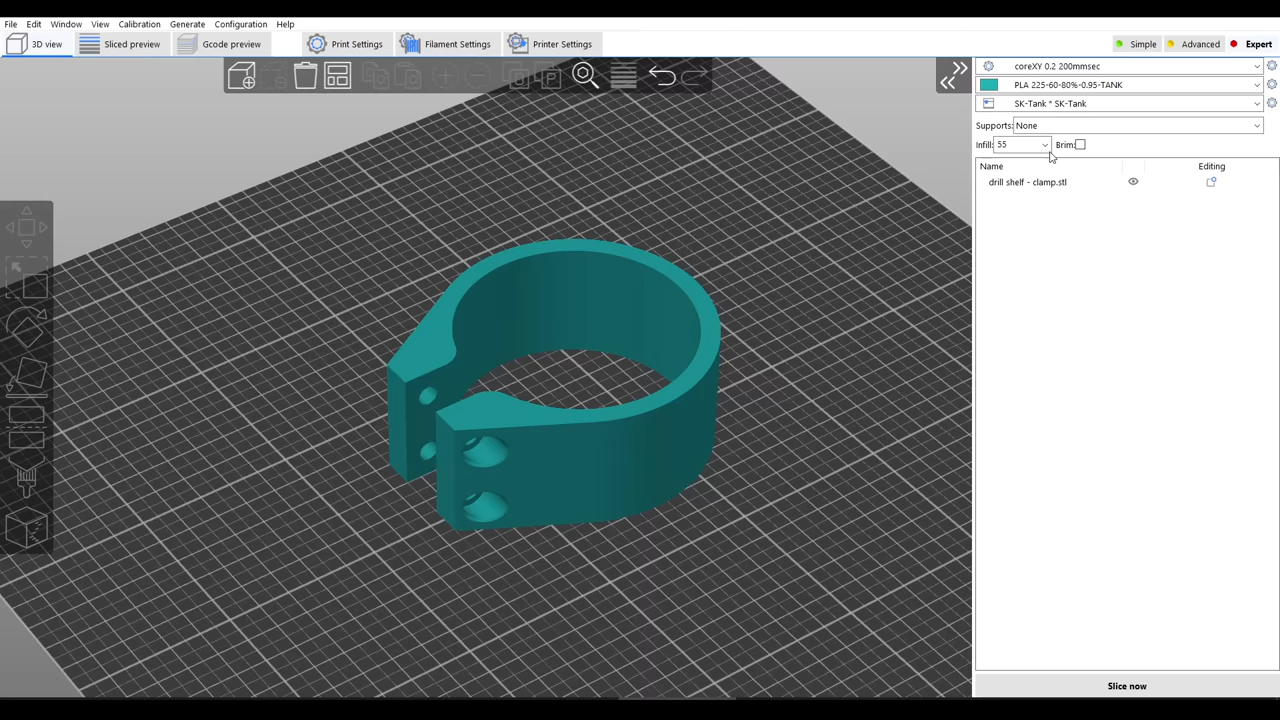 File Edit Window View Calibration Generate Configuration Help
3D view Sliced preview Gcode preview Print Settings Filament Settings Printer Settings Simple Advanced Expert
coreXY 0.2 200mmsec
PLA 225-60-80%-0.95-TANK
SK-Tank * SK-Tank
Supports: None
Infill: 55 Brim:
Name Editing
drill shelf - clamp.stl
Slice now